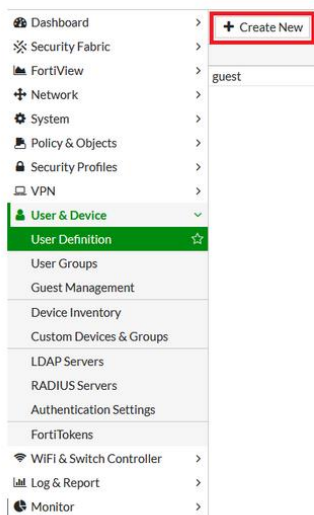 Dashboard
+ Create New
Security Fabric
FortiView
guest
Network
System
Policy & Objects
Security Profiles
VPN
User & Device
User Definition
User Groups
Guest Management
Device Inventory
Custom Devices & Groups
LDAP Servers
RADIUS Servers
Authentication Settings
FortiTokens
WiFi & Switch Controller
Log & Report
Monitor